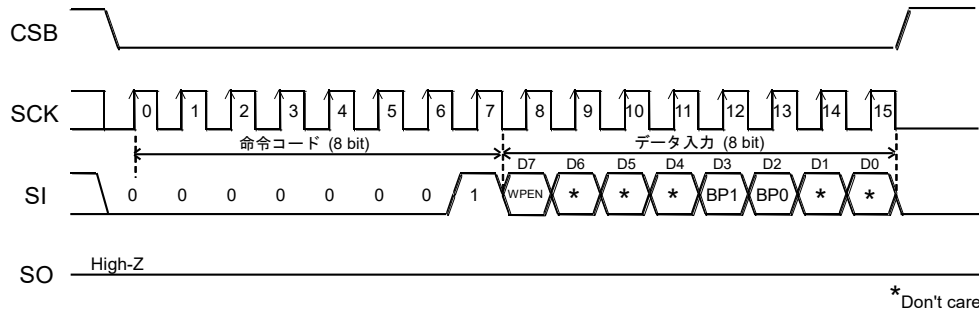 CSB
SCK 0 1 2 3 4 5 6 7 8 9 10 11 12 13 14 15
命令コード (8 bit) データ入力 (8 bit)
D7 D6 D5 D4 D3 D2 D1 D0
SI 0 0 0 0 0 0 0 1 WPEN * * * BP1 BP0 * *
High-Z
SO
*Don't care